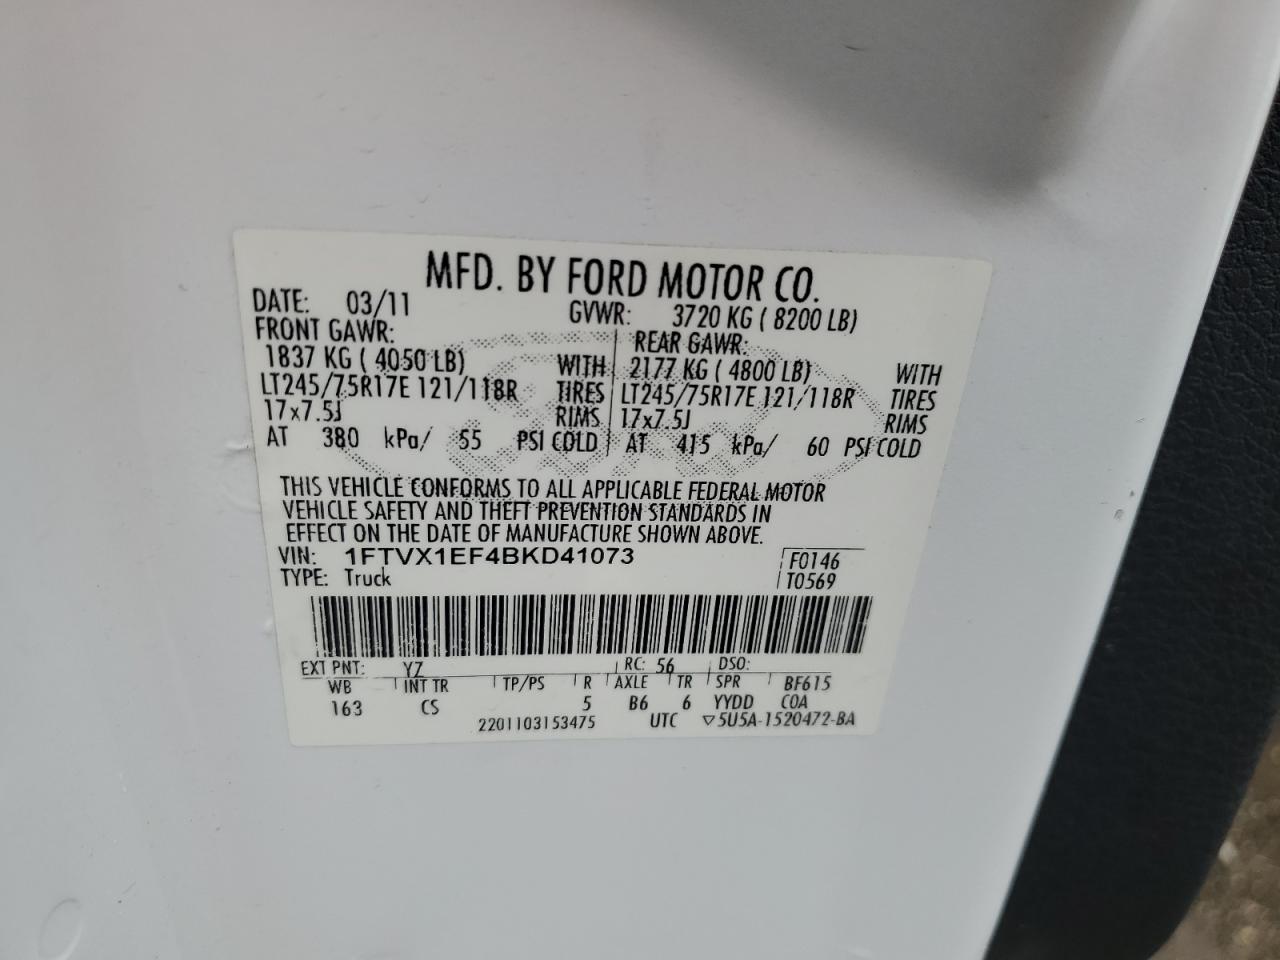 MFD. BY FORD MOTOR CO.
DATE: 03/11 GVWR: 3720 KG ( 8200 LB)
FRONT GAWR: REAR GAWR:
1837 KG ( 4050 LB) WITH 2177 KG ( 4800 LB) WITH
LT245/75R17E 121/118R TIRES LT245/75R17E 121/118R TIRES
17x7.5J RIMS 17x7.5J RIMS
AT 380 kPa/ 55 PSI COLD AT 415 kPa/ 60 PSI COLD
THIS VEHICLE CONFORMS TO ALL APPLICABLE FEDERAL MOTOR
VEHICLE SAFETY AND THEFT PREVENTION STANDARDS IN
EFFECT ON THE DATE OF MANUFACTURE SHOWN ABOVE.
VIN: 1FTVX1EF4BKD41073 F0146
TYPE: Truck T0569
EXT PNT: YZ RC: 56 DSO:
WB INT TR TP/PS R AXLE TR SPR BF615
163 CS 5 B6 6 YYDD COA
2201103153475 UTC ▽5U5A-1520472-BA